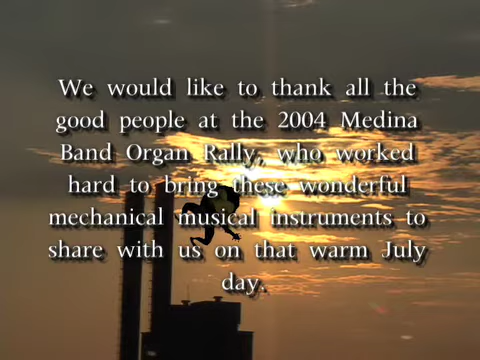 We would like to thank all the
good people at the 2004 Medina
Band Organ Rally, who worked
hard to bring these wonderful
mechanical musical instruments to
share with us on that warm July
day.